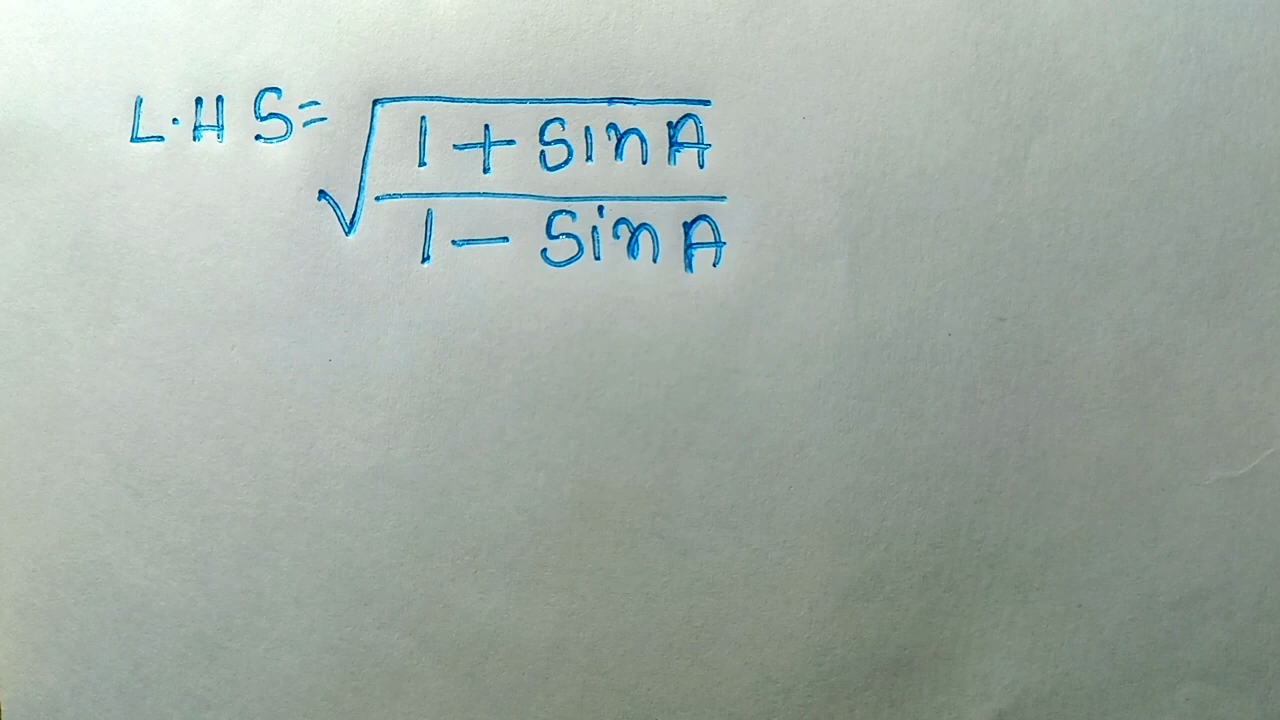 L.H S= √ 1 + Sin A
1 - Sin A